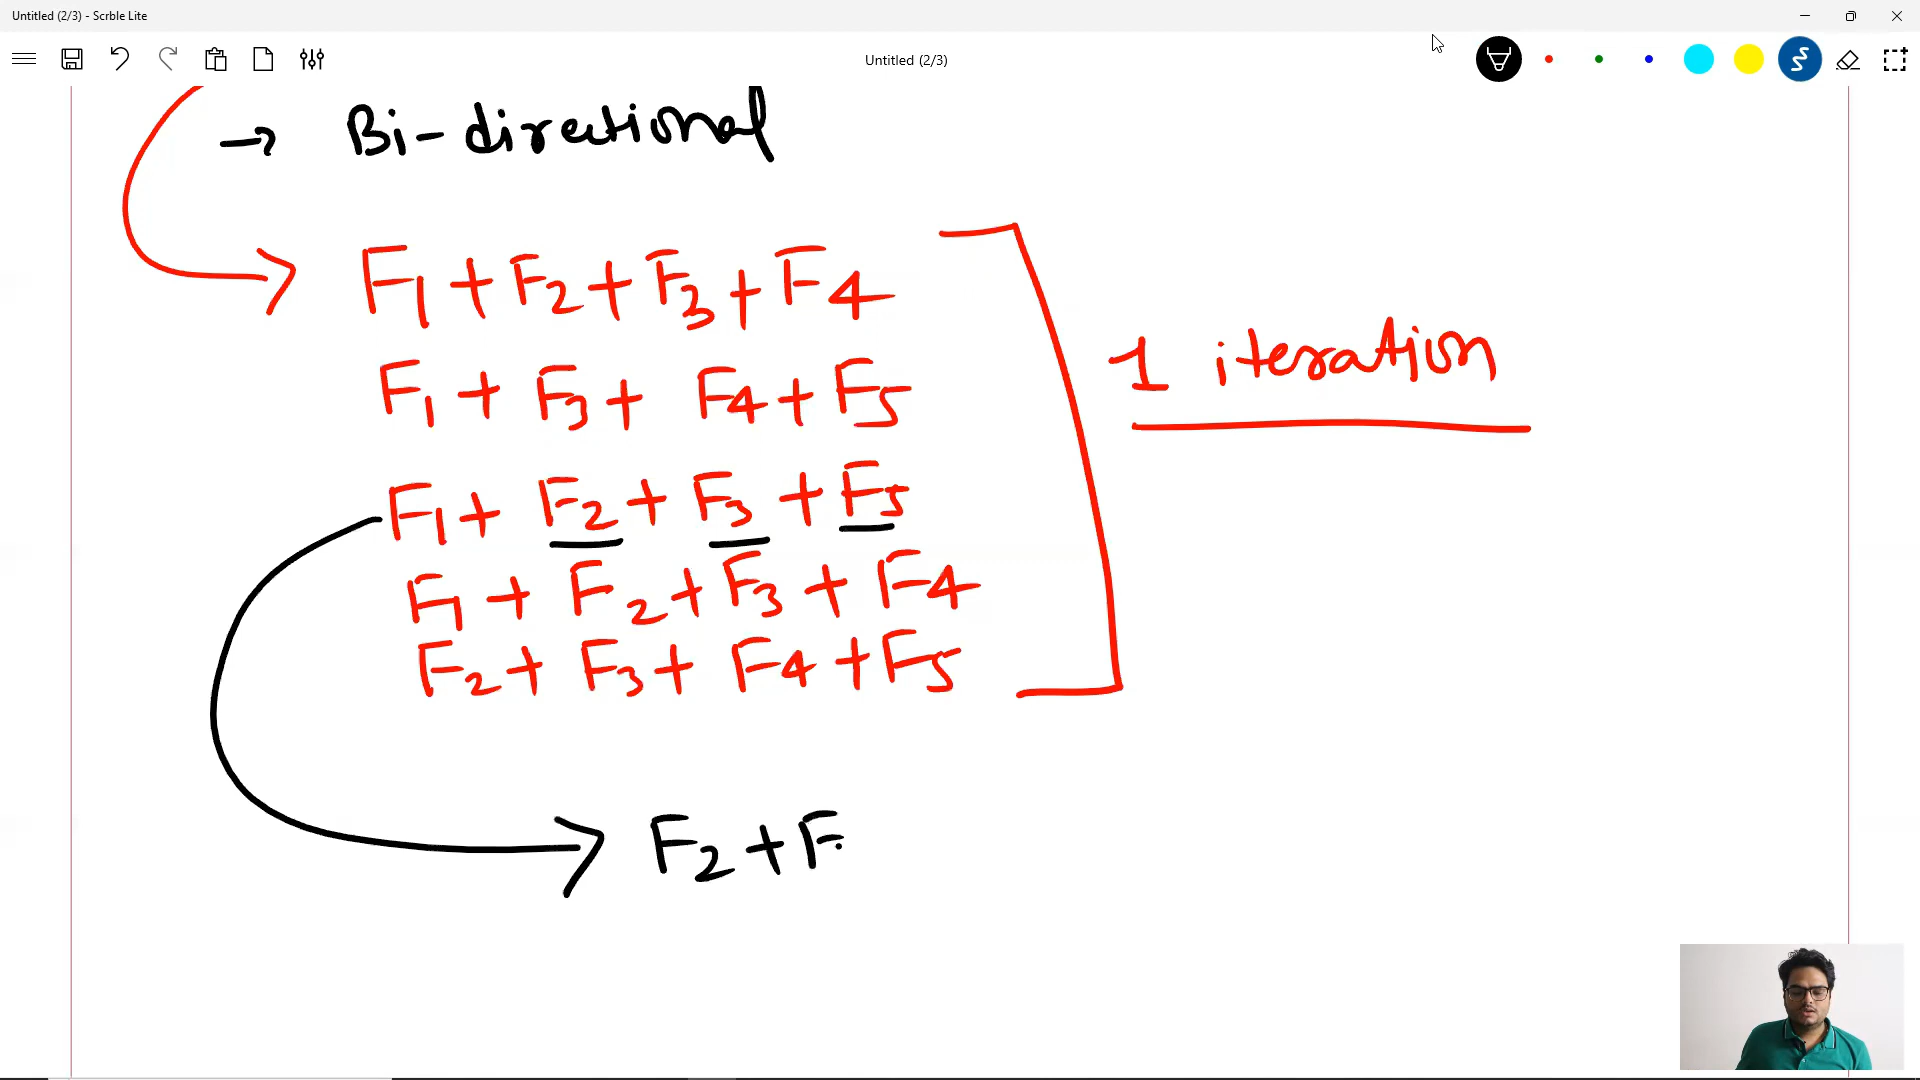 Untitled (2/3) - Scrble Lite
Untitled (2/3)
→ Bi-directional
F1 + F2 + F3 + F4
F1 + F3 + F4 + F5
1 iteration
F1 + F2 + F3 + F5
F1 + F2 + F3 + F4
F2 + F3 + F4 + F5
F2 + F